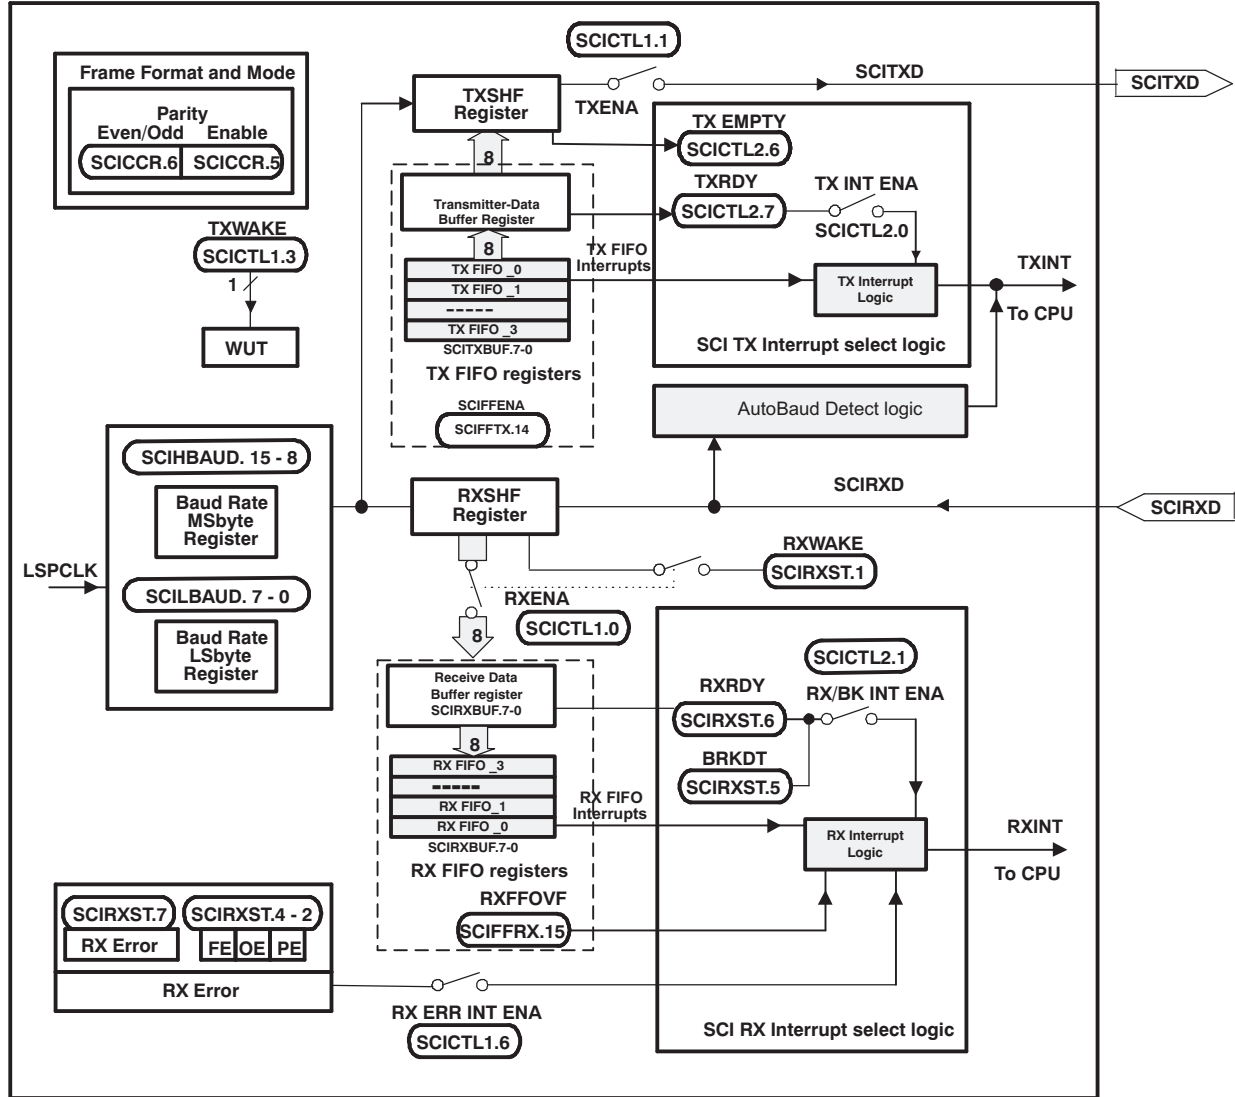 SCICTL1.1
Frame Format and Mode
Parity
Even/Odd Enable
SCICCR.6 SCICCR.5
TXSHF
Register
TXENA
SCITXD
SCITXD
TX EMPTY
SCICTL2.6
8
TXRDY
SCICTL2.7
TX INT ENA
SCICTL2.0
Transmitter-Data
Buffer Register
8
TXWAKE
SCICTL1.3
1
WUT
TX FIFO _0
TX FIFO _1
-----
TX FIFO _3
SCITXBUF.7-0
TX FIFO registers
TX FIFO
Interrupts
TX Interrupt
Logic
TXINT
To CPU
SCI TX Interrupt select logic
SCIFFENA
SCIFFTX.14
AutoBaud Detect logic
SCIHBAUD. 15 - 8
Baud Rate
MSbyte
Register
LSPCLK
SCILBAUD. 7 - 0
Baud Rate
LSbyte
Register
RXSHF
Register
SCIRXD
SCIRXD
RXWAKE
SCIRXST.1
RXENA
SCICTL1.0
8
Receive Data
Buffer register
SCIRXBUF.7-0
8
SCICTL2.1
RXRDY
SCIRXST.6
RX/BK INT ENA
BRKDT
SCIRXST.5
RX FIFO _3
-----
RX FIFO_1
RX FIFO _0
SCIRXBUF.7-0
RX FIFO registers
RX FIFO
Interrupts
RX Interrupt
Logic
RXINT
To CPU
RXFFOVF
SCIFFRX.15
SCIRXST.7 SCIRXST.4 - 2
RX Error FE OE PE
RX Error
RX ERR INT ENA
SCICTL1.6
SCI RX Interrupt select logic